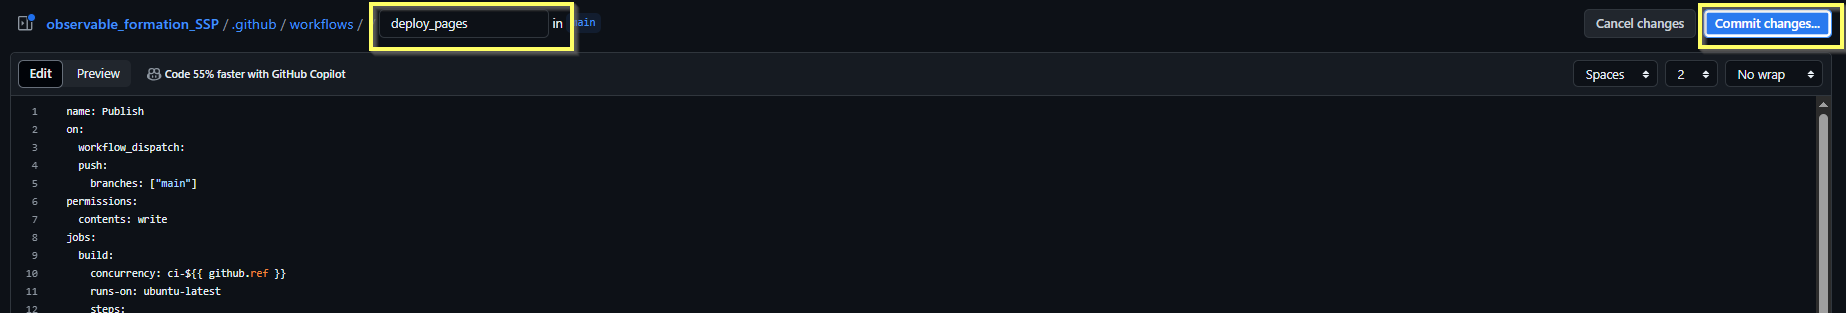 observable_formation_SSP / .github / workflows / deploy_pages in main Cancel changes Commit changes...
Edit Preview Code 55% faster with GitHub Copilot Spaces 2 No wrap
1 name: Publish
2 on:
3 workflow_dispatch:
4 push:
5 branches: ["main"]
6 permissions:
7 contents: write
8 jobs:
9 build:
10 concurrency: ci-${{ github.ref }}
11 runs-on: ubuntu-latest
12 steps: